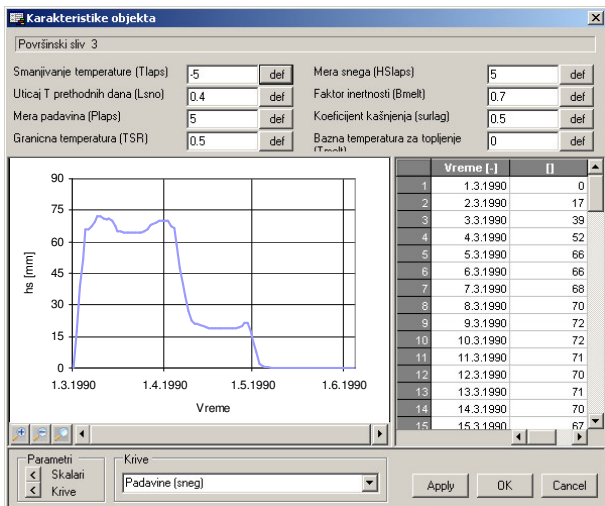 Karakteristike objekta
Površinski sliv 3
Smanjivanje temperature (Tlaps) -5 def Mera snega (HSlaps) 5 def
Uticaj T prethodnih dana (Lsno) 0.4 def Faktor inertnosti (Bmelt) 0.7 def
Mera padavina (Plaps) 5 def Koeficijent kašnjenja (surlag) 0.5 def
Granicna temperatura (TSR) 0.5 def Bazna temperatura za topljenje (Tmelt) 0 def
90
75
60
45
30
15
0
hs [mm]
1.3.1990 1.4.1990 1.5.1990 1.6.1990
Vreme
Vreme [-] []
1 1.3.1990 0
2 2.3.1990 17
3 3.3.1990 39
4 4.3.1990 52
5 5.3.1990 66
6 6.3.1990 66
7 7.3.1990 68
8 8.3.1990 70
9 9.3.1990 72
10 10.3.1990 72
11 11.3.1990 71
12 12.3.1990 70
13 13.3.1990 71
14 14.3.1990 70
15 15.3.1990 67
Parametri
< Skalari
< Krive
Krive
Padavine (sneg)
Apply OK Cancel